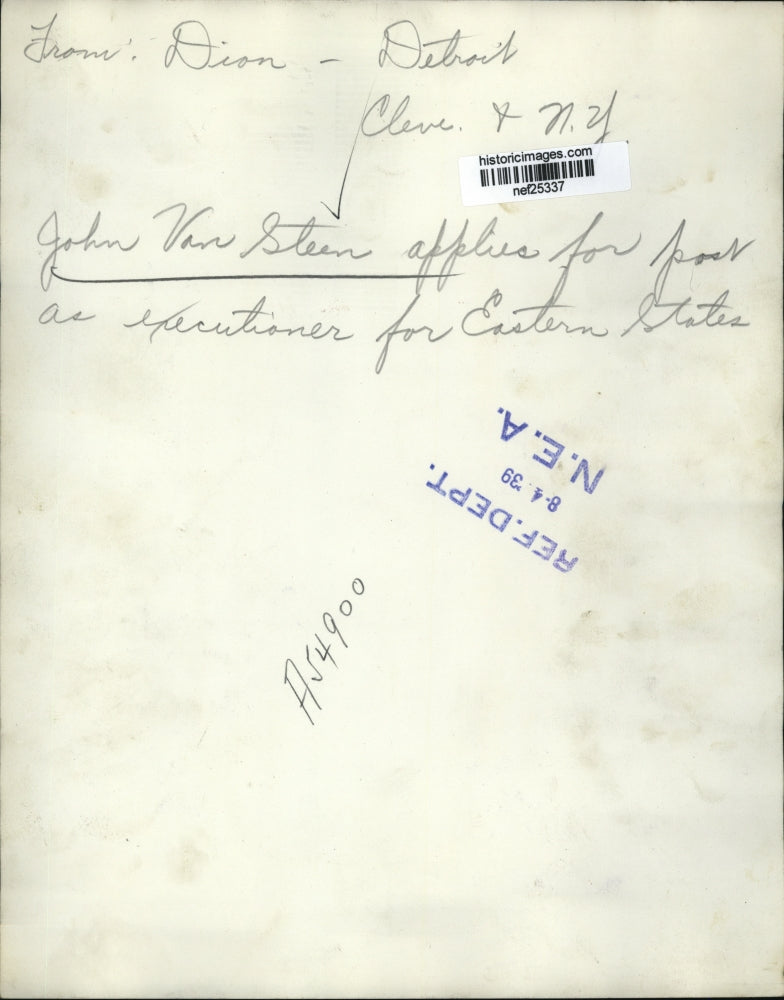 From: Dion - Detroit
Cleve. & N.Y
historicimages.com
nef25337
John Van Steen applies for post
as executioner for Eastern States
REF. DEPT.
8-4-39
N.E.A.
A54900